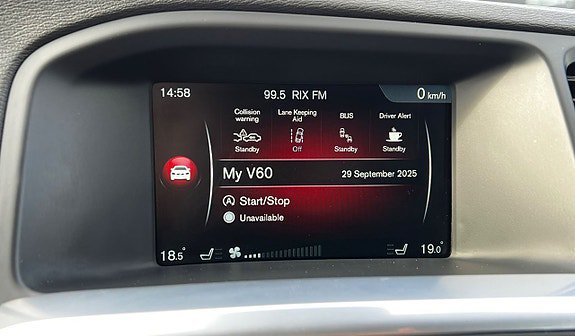 14:58 99.5 RIX FM 0 km/h
Collision warning Lane Keeping Aid BLIS Driver Alert
Standby Off Standby Standby
My V60 29 September 2025
Start/Stop
Unavailable
18.5° 19.0°